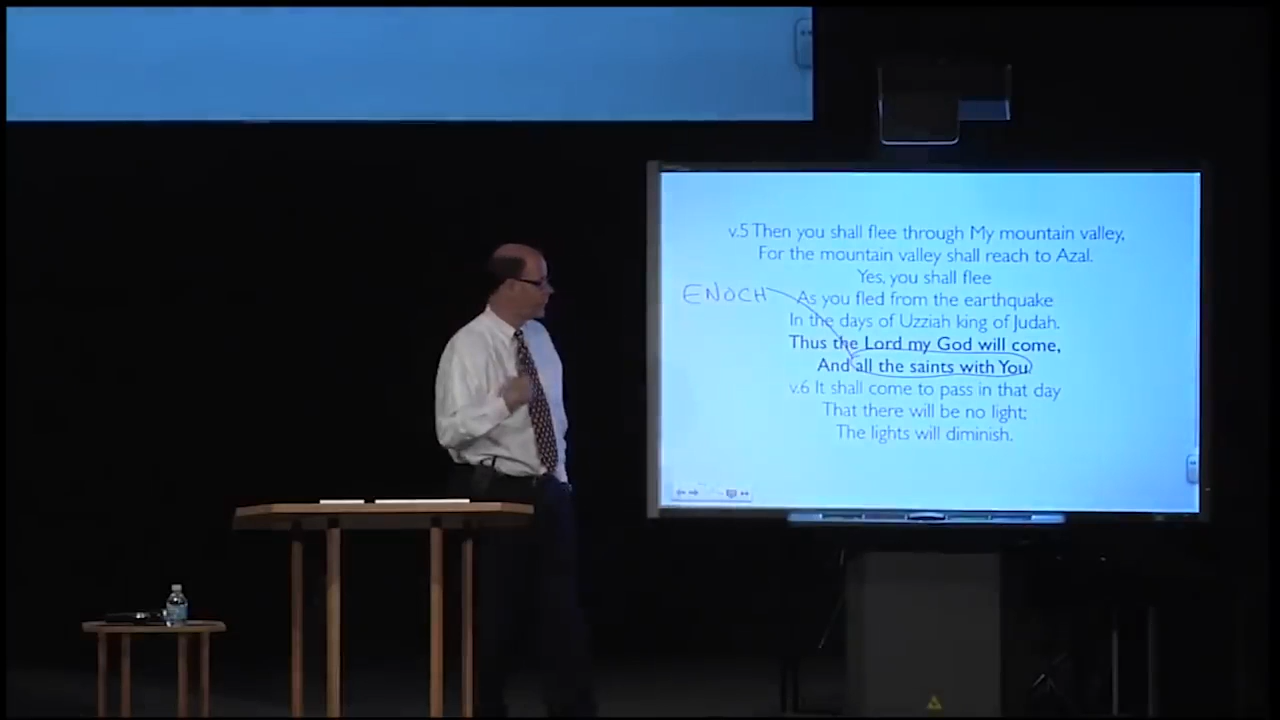 v.5 Then you shall flee through My mountain valley,
For the mountain valley shall reach to Azal.
Yes, you shall flee
ENOCH
As you fled from the earthquake
In the days of Uzziah king of Judah.
Thus the Lord my God will come,
And all the saints with You.
v.6 It shall come to pass in that day
That there will be no light;
The lights will diminish.